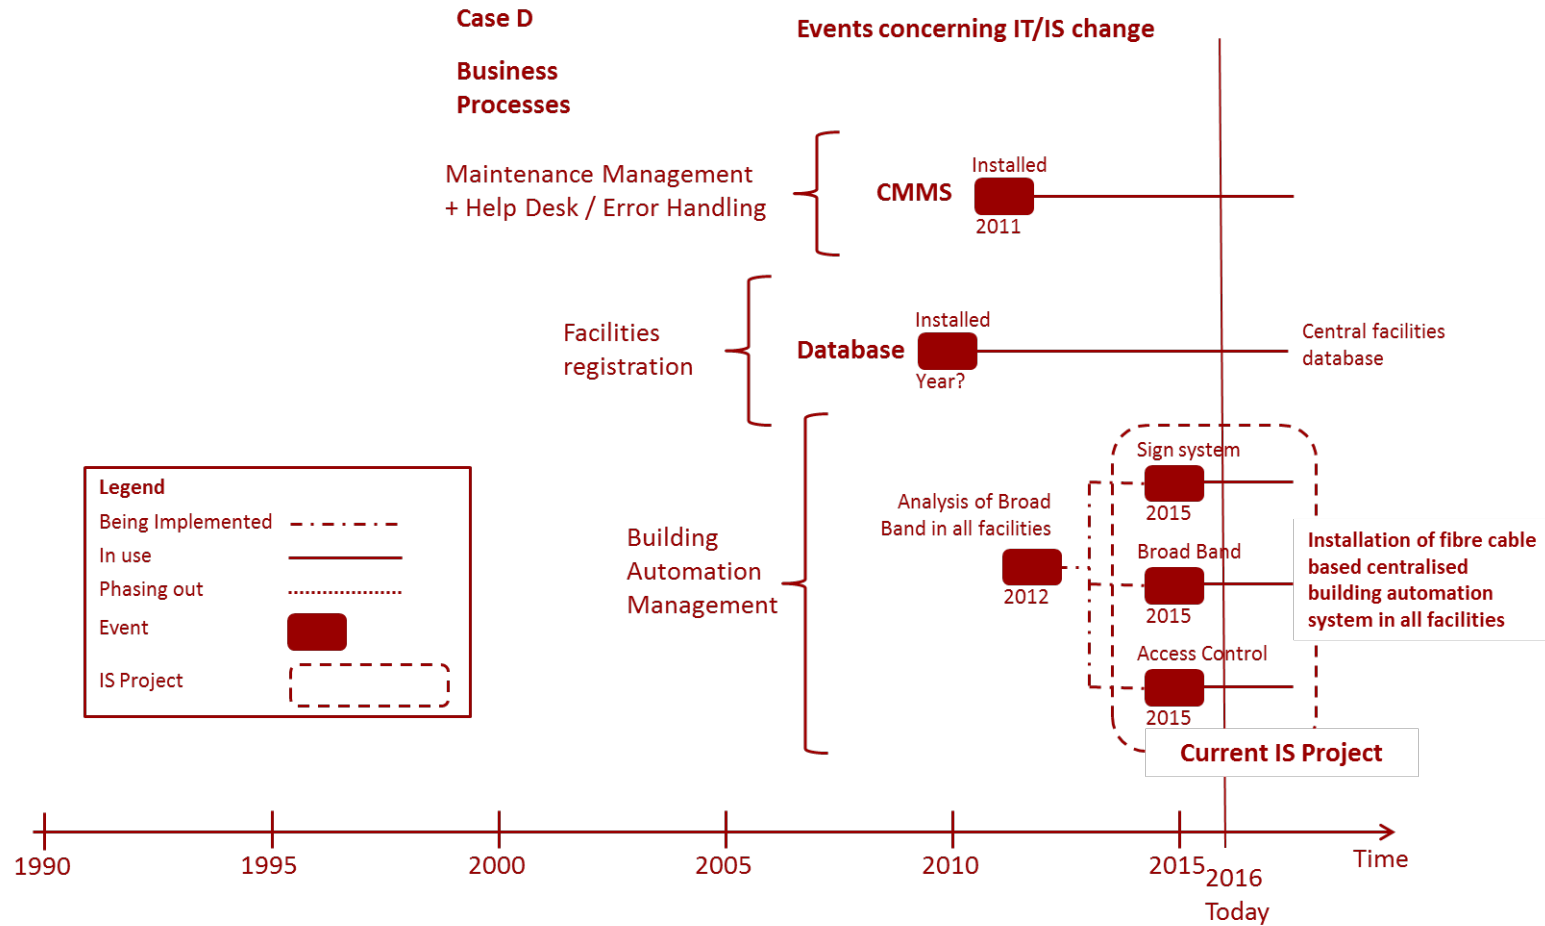 Case D
Events concerning IT/IS change
Business
Processes
Maintenance Management
+ Help Desk / Error Handling
CMMS
Installed
2011
Facilities
registration
Database
Installed
Year?
Central facilities
database
Building
Automation
Management
Analysis of Broad
Band in all facilities
2012
Sign system
2015
Broad Band
2015
Access Control
2015
Installation of fibre cable
based centralised
building automation
system in all facilities
Current IS Project
Legend
Being Implemented
In use
Phasing out
Event
IS Project
1990
1995
2000
2005
2010
2015
2016
Today
Time